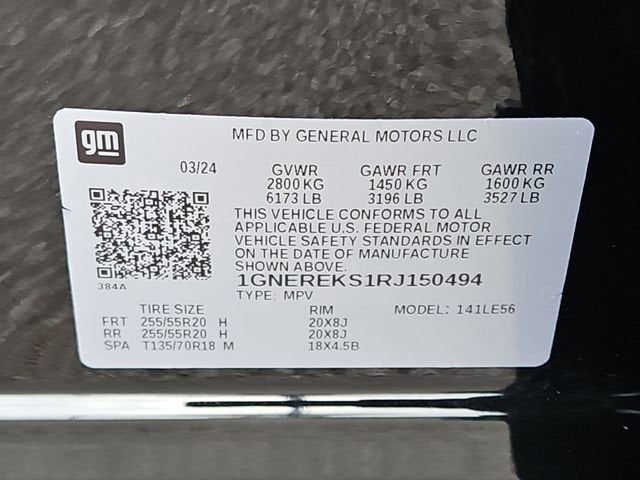 gm
MFD BY GENERAL MOTORS LLC
03/24 GVWR GAWR FRT GAWR RR
2800 KG 1450 KG 1600 KG
6173 LB 3196 LB 3527 LB
THIS VEHICLE CONFORMS TO ALL
APPLICABLE U.S. FEDERAL MOTOR
VEHICLE SAFETY STANDARDS IN EFFECT
ON THE DATE OF MANUFACTURE
SHOWN ABOVE.
384A
1GNEREKS1RJ150494
TYPE: MPV
TIRE SIZE RIM MODEL: 141LE56
FRT 255/55R20 H 20X8J
RR 255/55R20 H 20X8J
SPA T135/70R18 M 18X4.5B